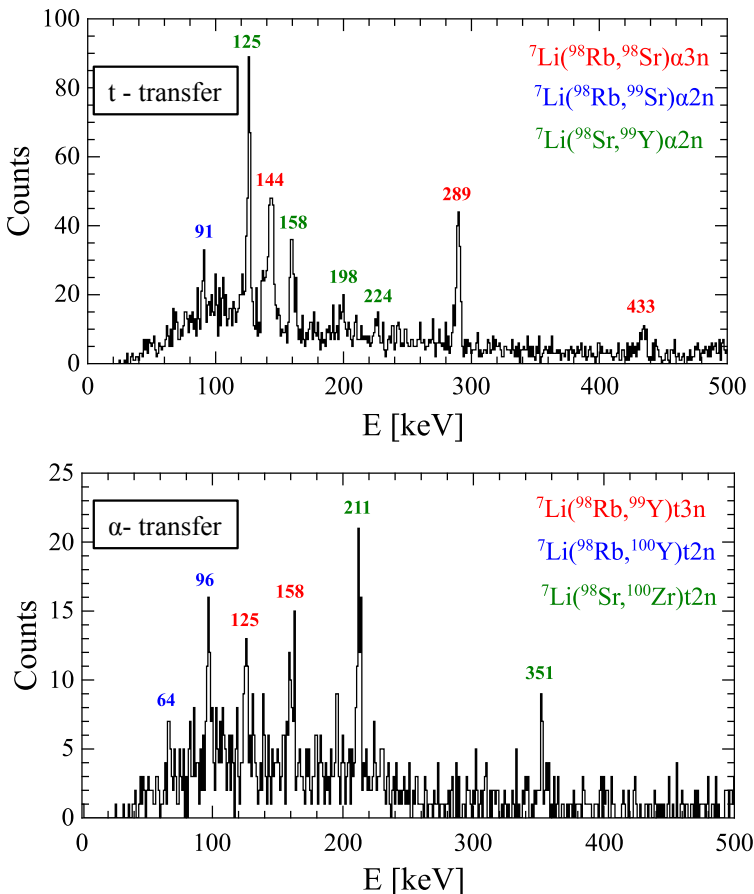 100
80
60
40
20
0
Counts
t - transfer
⁷Li(⁹⁸Rb,⁹⁸Sr)α3n
⁷Li(⁹⁸Rb,⁹⁹Sr)α2n
⁷Li(⁹⁸Sr,⁹⁹Y)α2n
91
125
144
158
198
224
289
433
0 100 200 300 400 500
E [keV]
25
20
15
10
5
0
Counts
α- transfer
⁷Li(⁹⁸Rb,⁹⁹Y)t3n
⁷Li(⁹⁸Rb,¹⁰⁰Y)t2n
⁷Li(⁹⁸Sr,¹⁰⁰Zr)t2n
64
96
125
158
211
351
0 100 200 300 400 500
E [keV]